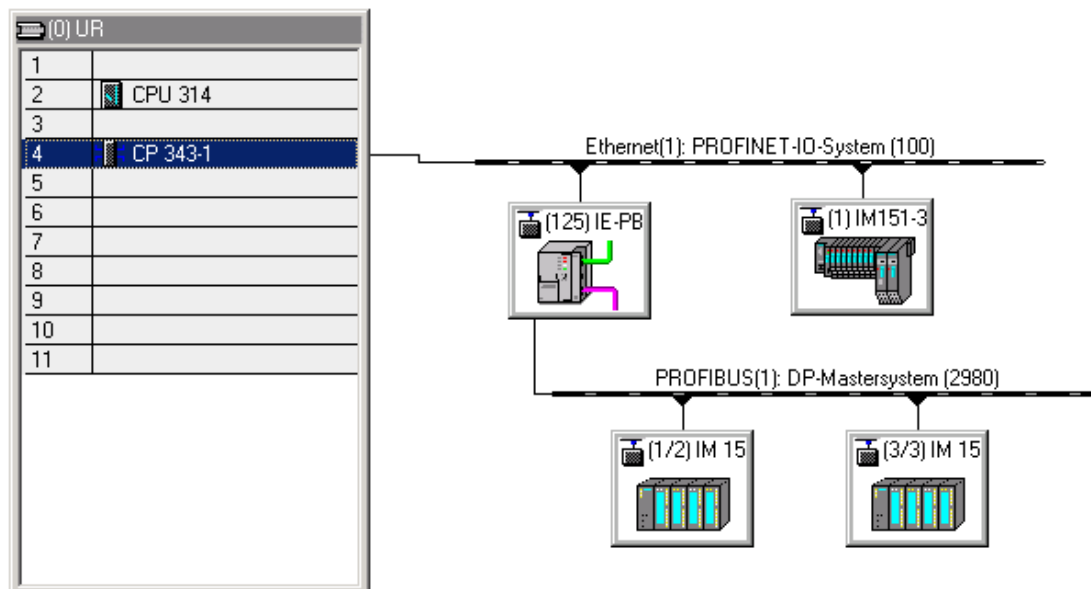 (0) UR
1
2 CPU 314
3
4 CP 343-1
5
6
7
8
9
10
11
Ethernet(1): PROFINET-IO-System (100)
(125) IE-PB
(1) IM151-3
PROFIBUS(1): DP-Mastersystem (2980)
(1/2) IM 15
(3/3) IM 15